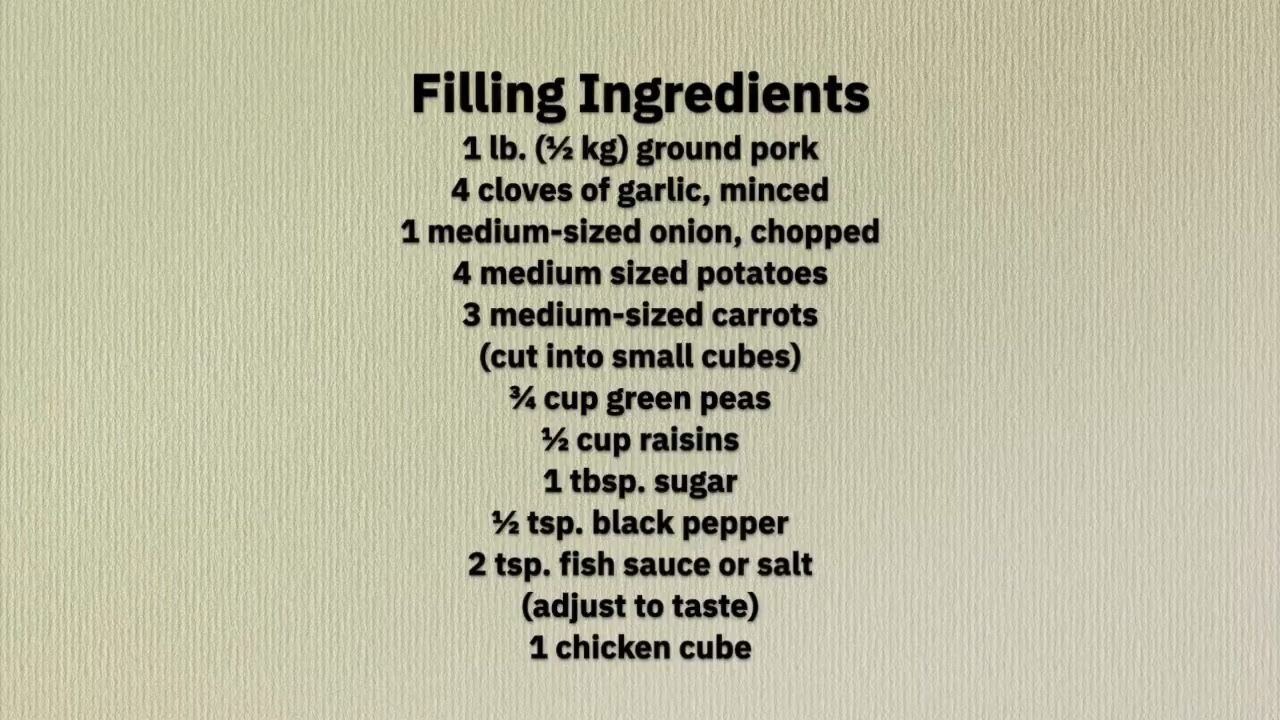 Filling Ingredients
1 lb. (½ kg) ground pork
4 cloves of garlic, minced
1 medium-sized onion, chopped
4 medium sized potatoes
3 medium-sized carrots
(cut into small cubes)
¾ cup green peas
½ cup raisins
1 tbsp. sugar
½ tsp. black pepper
2 tsp. fish sauce or salt
(adjust to taste)
1 chicken cube